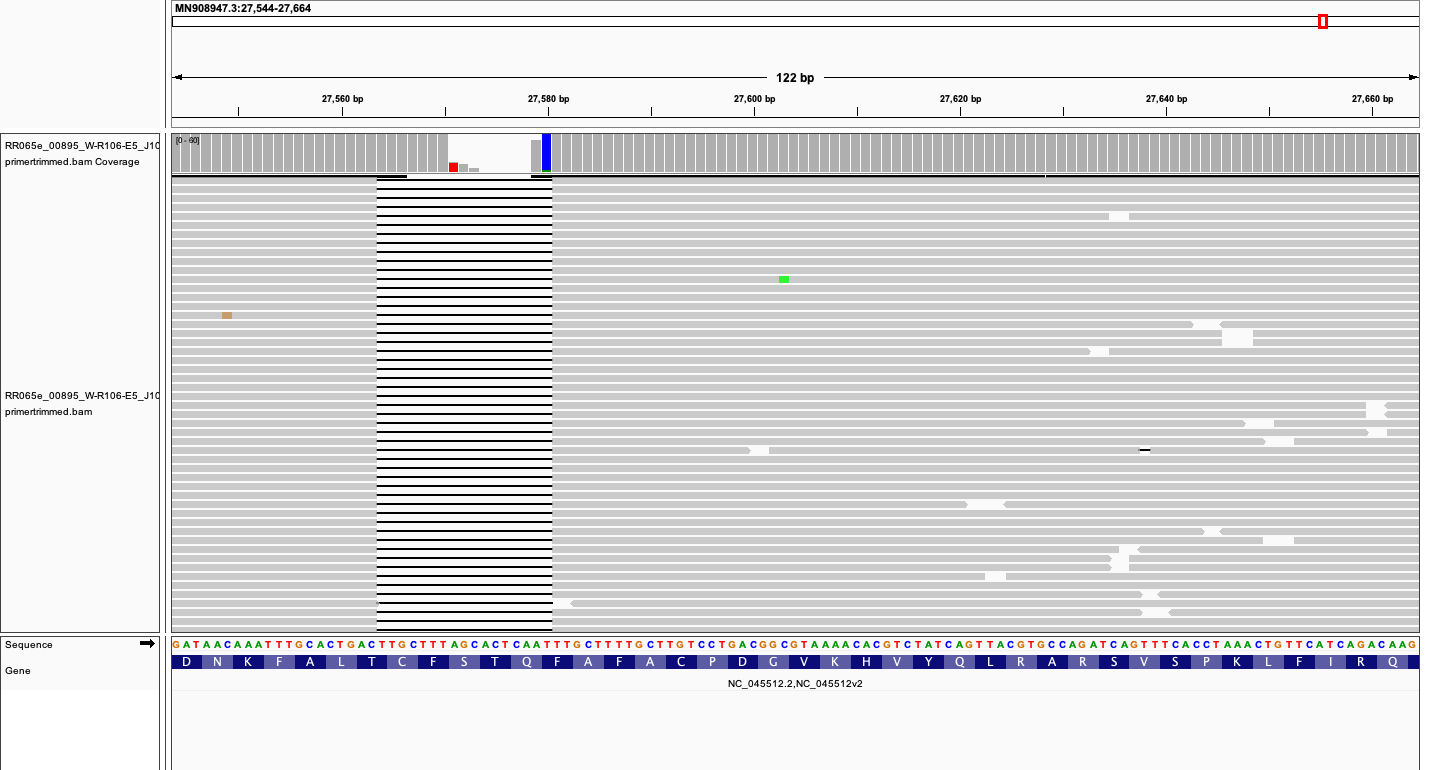 MN908947.3:27,544-27,664
122 bp
27,560 bp 27,580 bp 27,600 bp 27,620 bp 27,640 bp 27,660 bp
RR065e_00895_W-R106-E5_J10
primertrimmed.bam Coverage
[0 - 60]
RR065e_00895_W-R106-E5_J10
primertrimmed.bam
Sequence
GATAACAAATTTGCACTGACTTGCTTTAGCACTCAATTTGCTTTTGCTTGTCCTGACGGCGTAAAACACGTCTATCAGTTACGTGCCAGATCAGTTTCACCTAAACTGTTCATCAGACAAG
Gene
D N K F A L T C F S T Q F A F A C P D G V K H V Y Q L R A R S V S P K L F I R Q
NC_045512.2,NC_045512v2